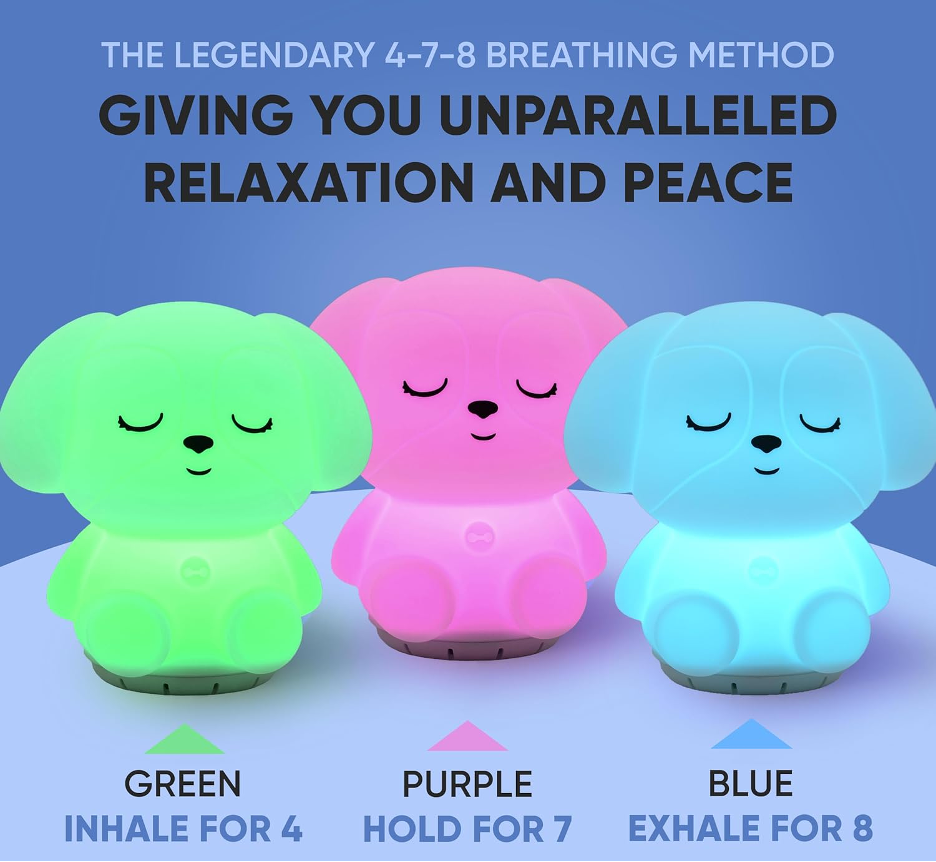 THE LEGENDARY 4-7-8 BREATHING METHOD
GIVING YOU UNPARALLELED
RELAXATION AND PEACE
GREEN
INHALE FOR 4
PURPLE
HOLD FOR 7
BLUE
EXHALE FOR 8